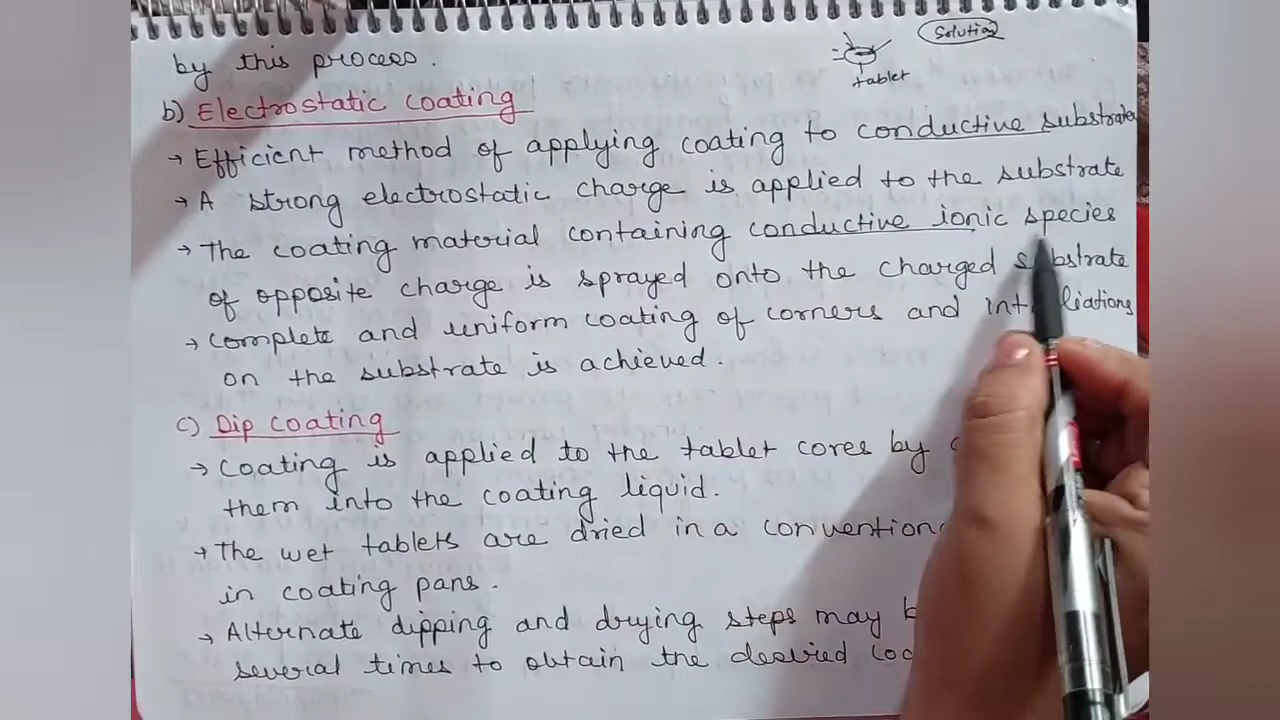 by this process.
Solution
tablet
b) Electrostatic coating
→ Efficient method of applying coating to conductive substrates
→ A strong electrostatic charge is applied to the substrate
→ The coating material containing conductive ionic species
of opposite charge is sprayed onto the charged substrate
→ complete and uniform coating of corners and
on the substrate is achieved.
c) Dip coating
→ Coating is applied to the tablet cores by
them into the coating liquid.
→ The wet tablets are dried in a
in coating pans.
→ Alternate dipping and drying steps may
several times to obtain the desired